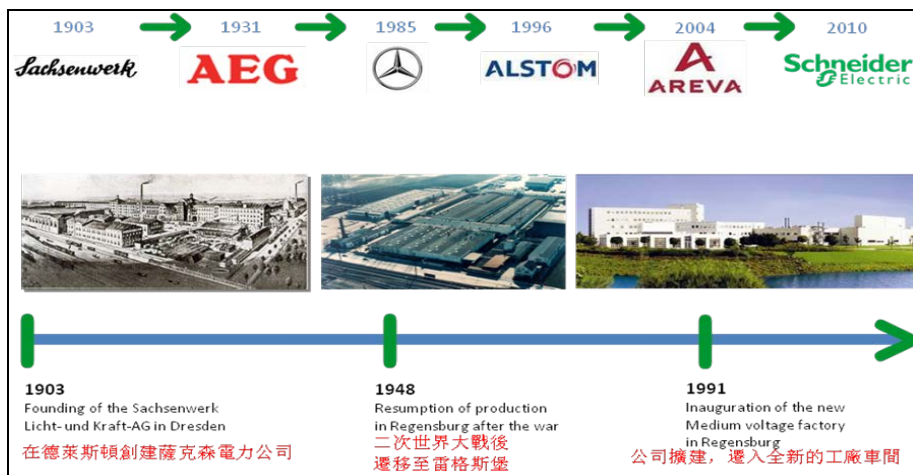 1903
1931
1985
1996
2004
2010
Sachsenwerk
AEG
ALSTOM
AREVA
Schneider
Electric
1903
Founding of the Sachsenwerk
Licht- und Kraft-AG in Dresden
在德萊斯頓創建薩克森電力公司
1948
Resumption of production
in Regensburg after the war
二次世界大戰後
遷移至雷格斯堡
1991
Inauguration of the new
Medium voltage factory
in Regensburg
公司擴建，遷入全新的工廠車間